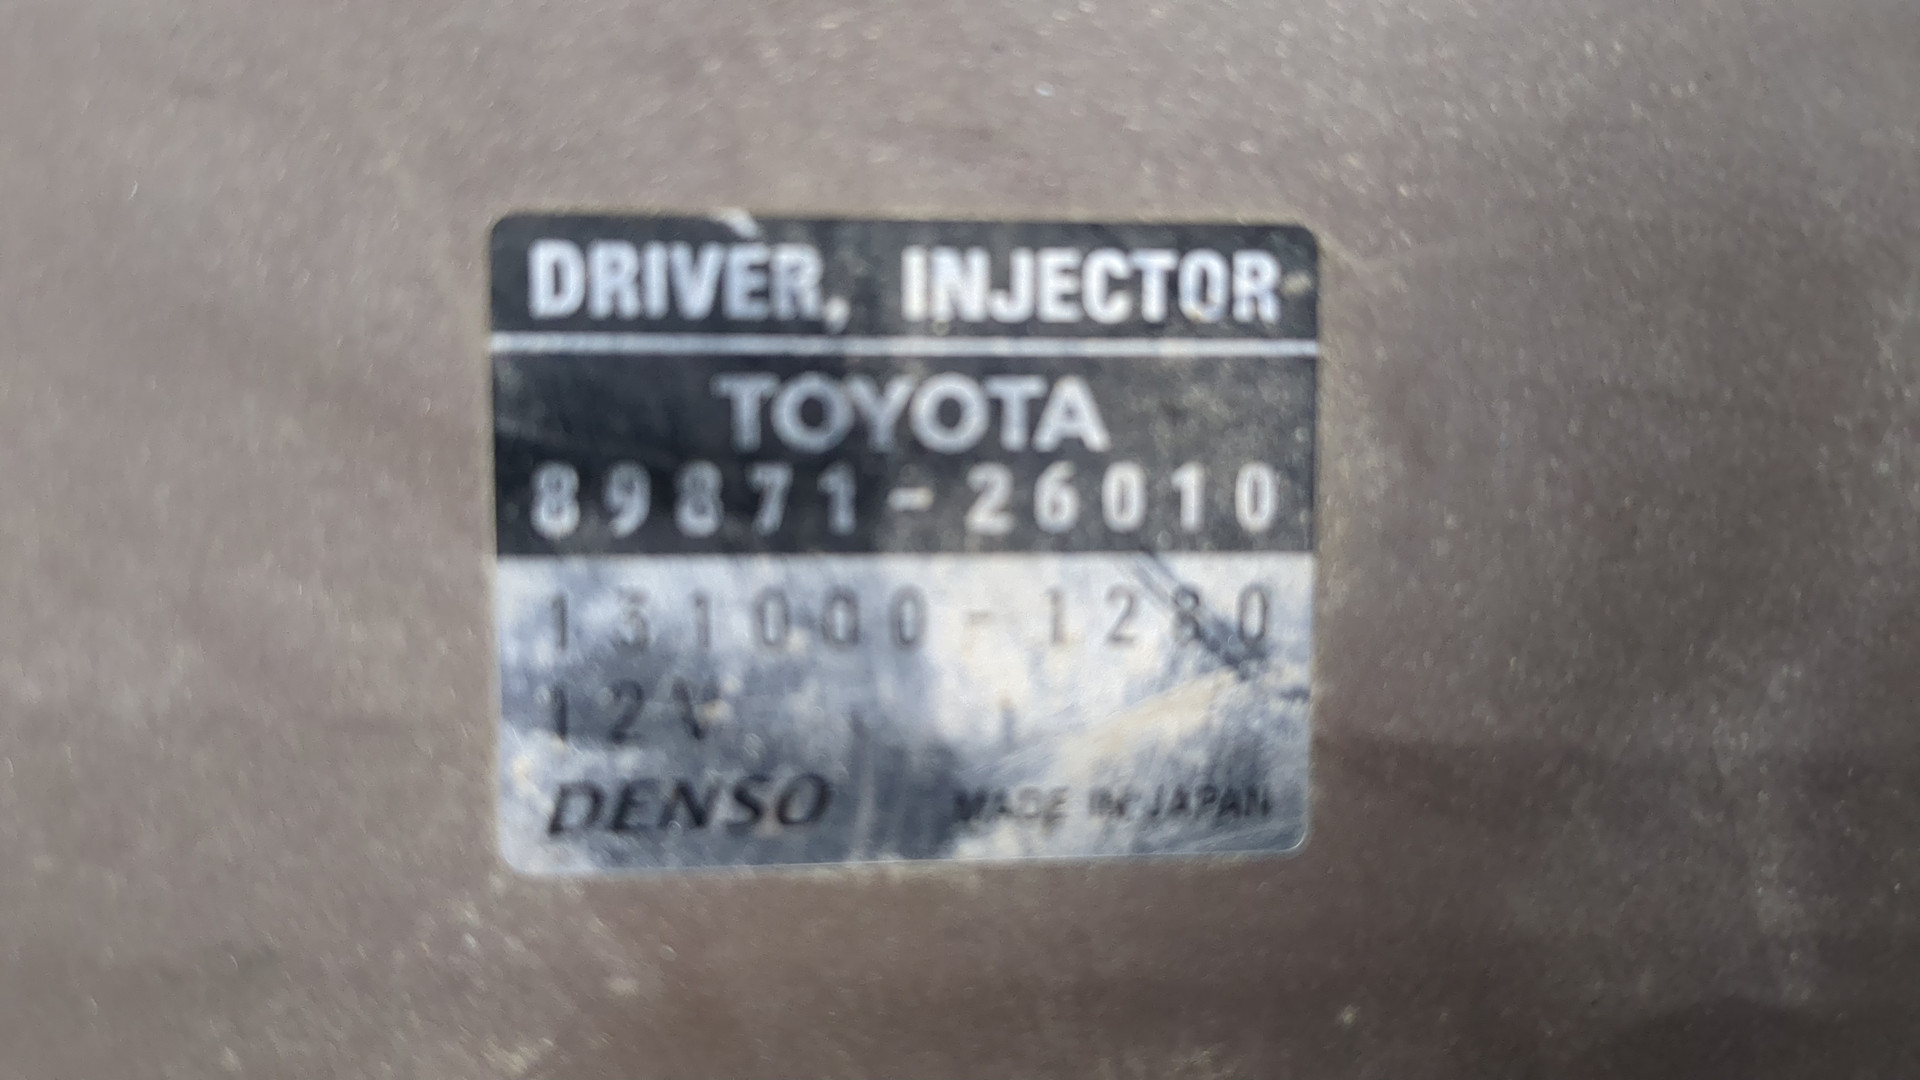 DRIVER, INJECTOR
TOYOTA
89871-26010
131000-1280
12V
DENSO
MADE IN JAPAN